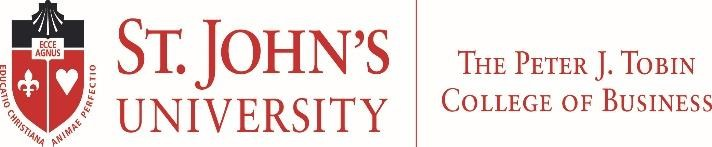 ECCE
AGNUS
EDUCATIO CHRISTIANA ANIMAE PERFECTIO
ST. JOHN'S
UNIVERSITY
THE PETER J. TOBIN
COLLEGE OF BUSINESS